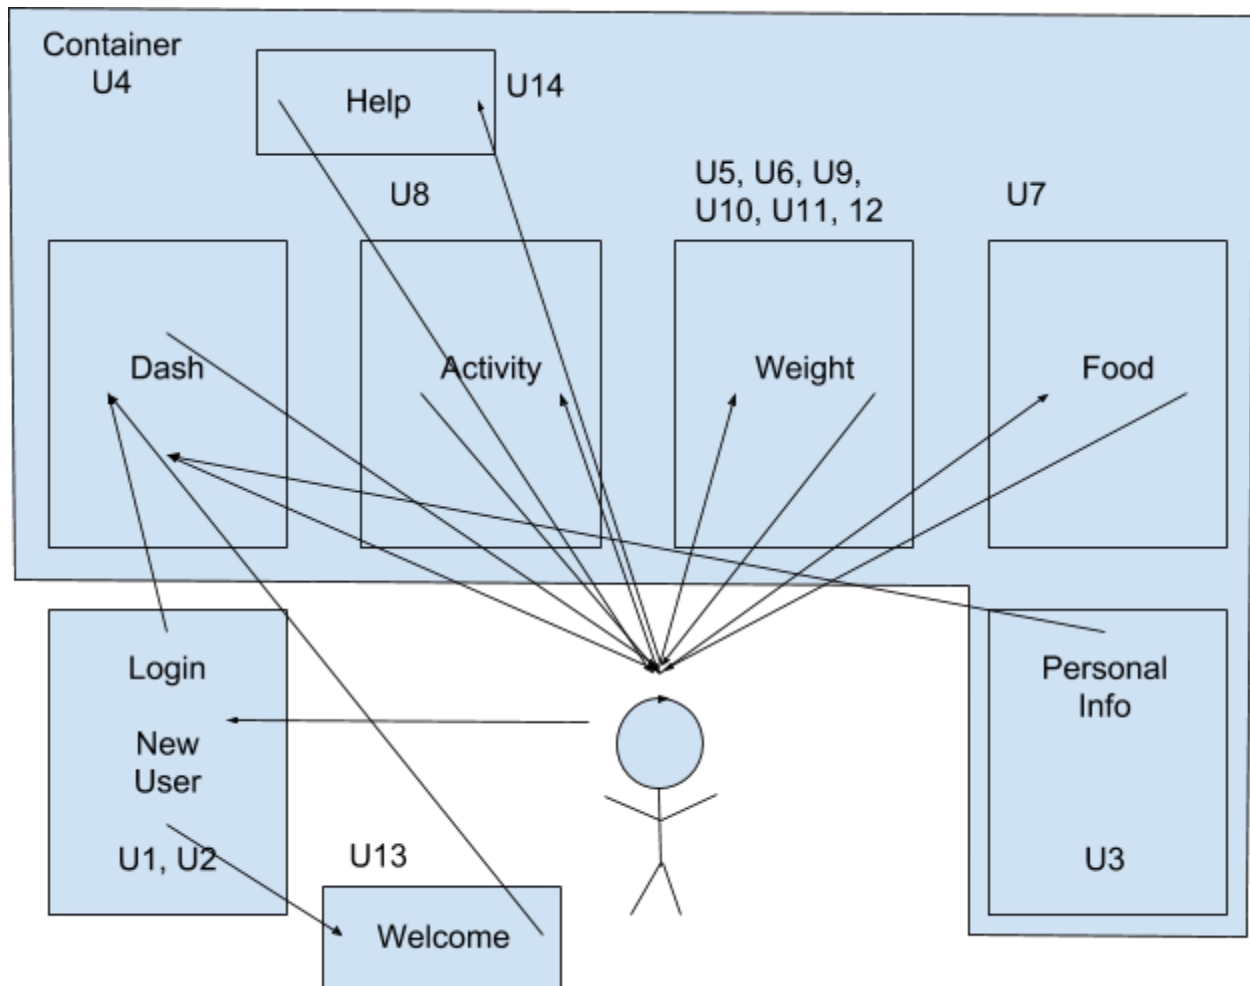 Container
U4
Help
U14
U8
U5, U6, U9,
U10, U11, 12
U7
Dash
Activity
Weight
Food
Login
New
User
U1, U2
U13
Welcome
Personal
Info
U3